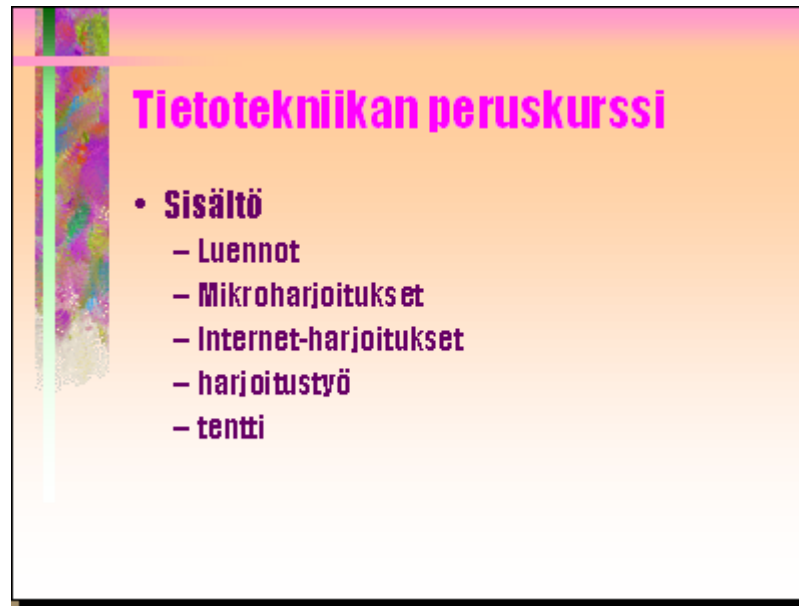 Tietotekniikan peruskurssi
• Sisältö
– Luennot
– Mikroharjoitukset
– Internet-harjoitukset
– harjoitustyö
– tentti